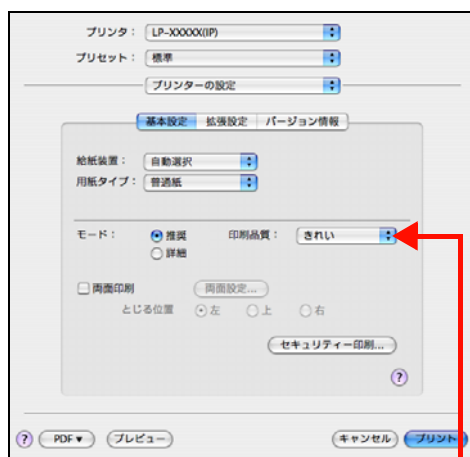 プリンタ： LP-XXXXX(IP)
プリセット： 標準
プリンターの設定
基本設定 拡張設定 バージョン情報
給紙装置： 自動選択
用紙タイプ： 普通紙
モード： 推奨 印刷品質： きれい
詳細
両面印刷 両面設定...
とじる位置 左 上 右
セキュリティー印刷...
?
? PDF▼ プレビュー キャンセル プリント